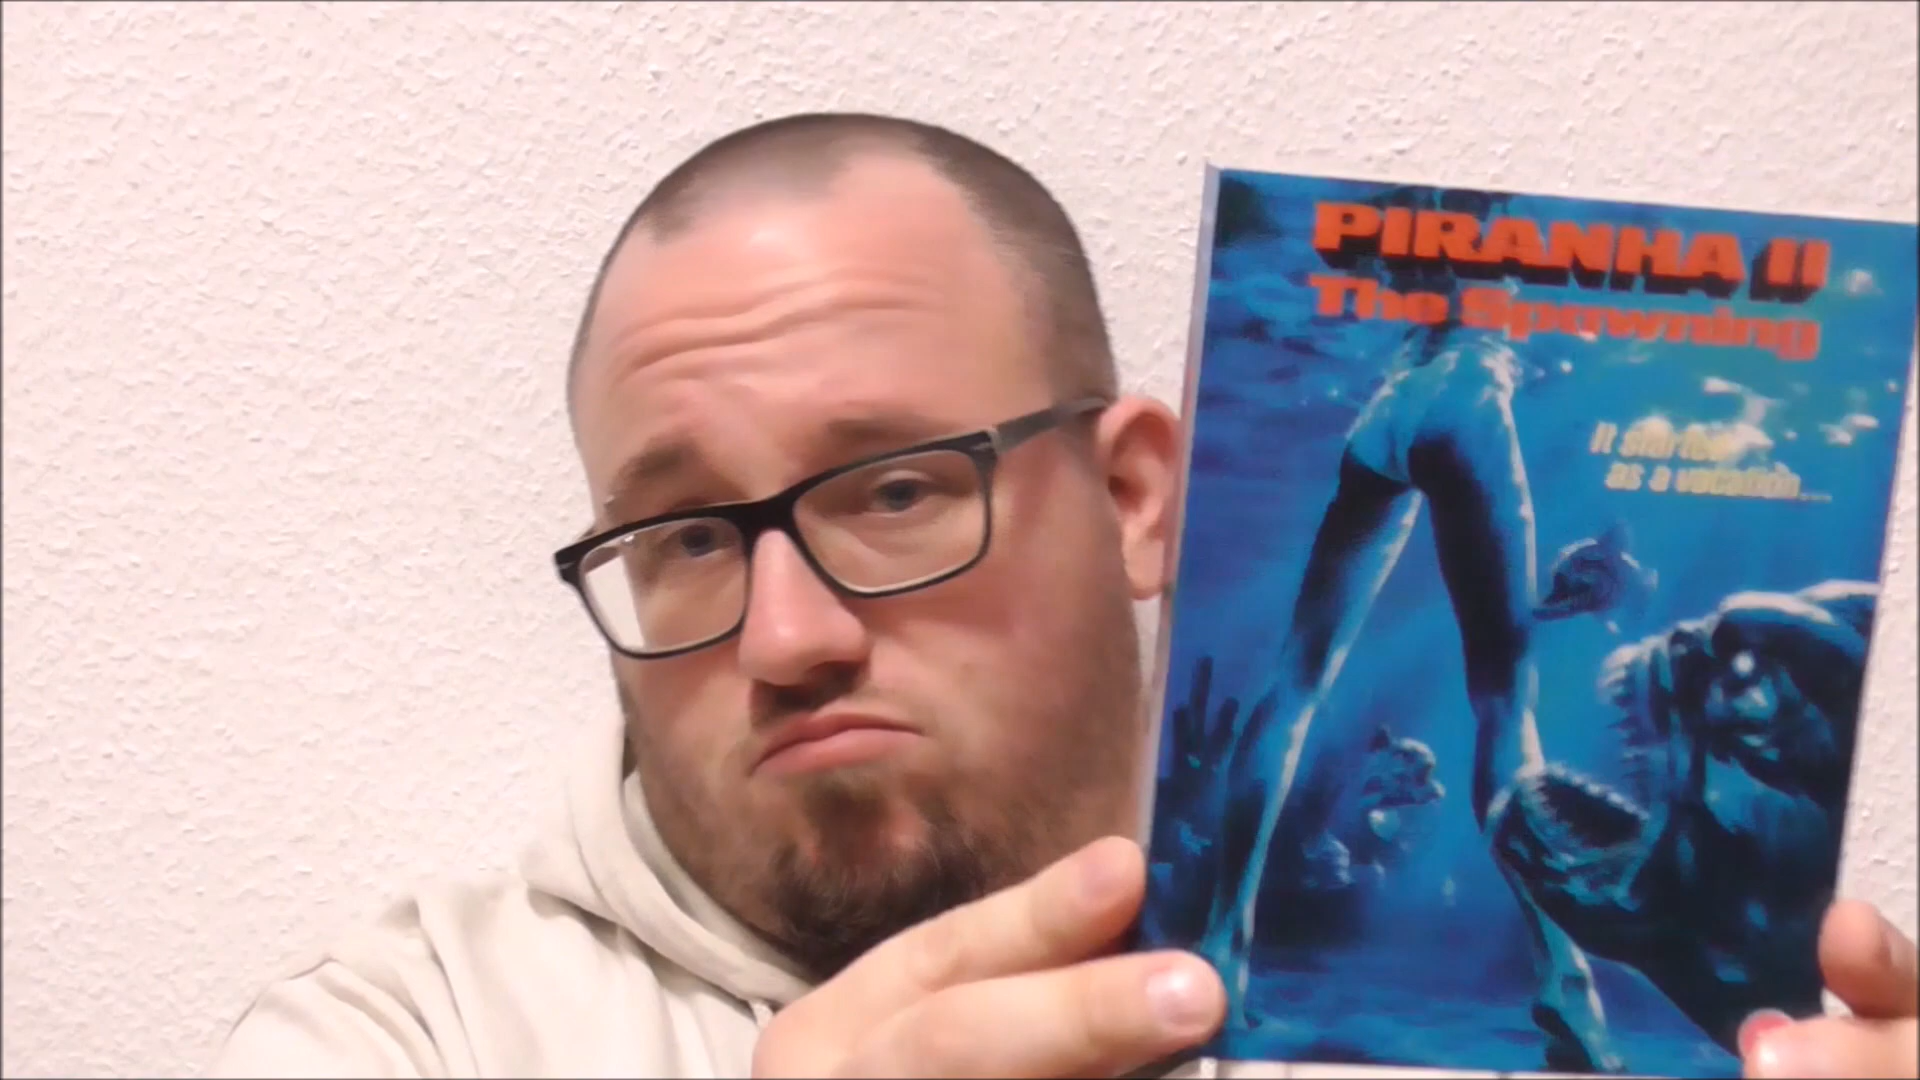 PIRANHA II
The Spawning
It started
as a vacation...